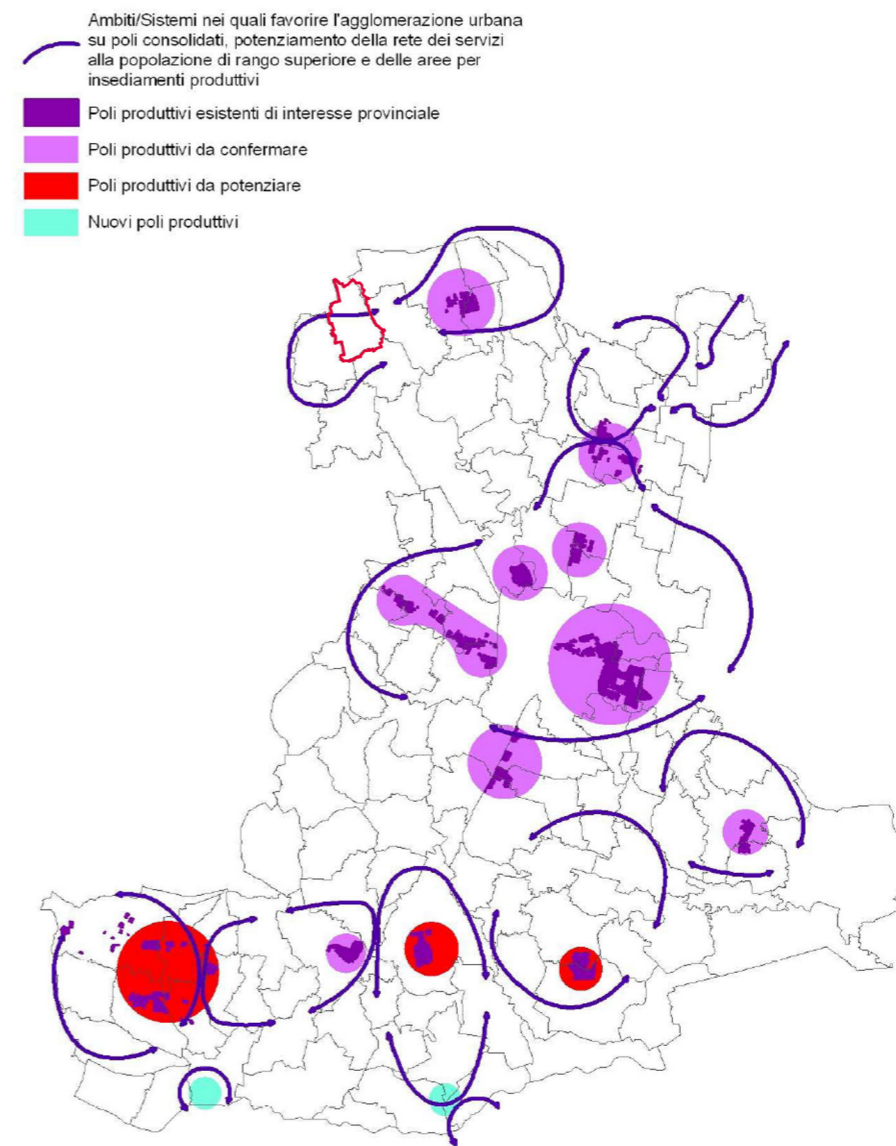 Ambiti/Sistemi nei quali favorire l'agglomerazione urbana
su poli consolidati, potenziamento della rete dei servizi
alla popolazione di rango superiore e delle aree per
insediamenti produttivi
Poli produttivi esistenti di interesse provinciale
Poli produttivi da confermare
Poli produttivi da potenziare
Nuovi poli produttivi